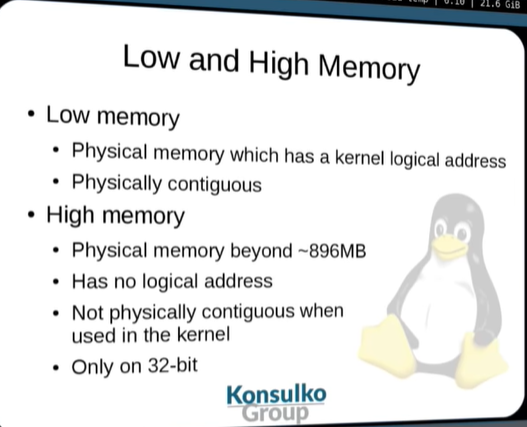 0.10 | 21.6 GiB
Low and High Memory
• Low memory
• Physical memory which has a kernel logical address
• Physically contiguous
• High memory
• Physical memory beyond ~896MB
• Has no logical address
• Not physically contiguous when
used in the kernel
• Only on 32-bit
Konsulko
Group